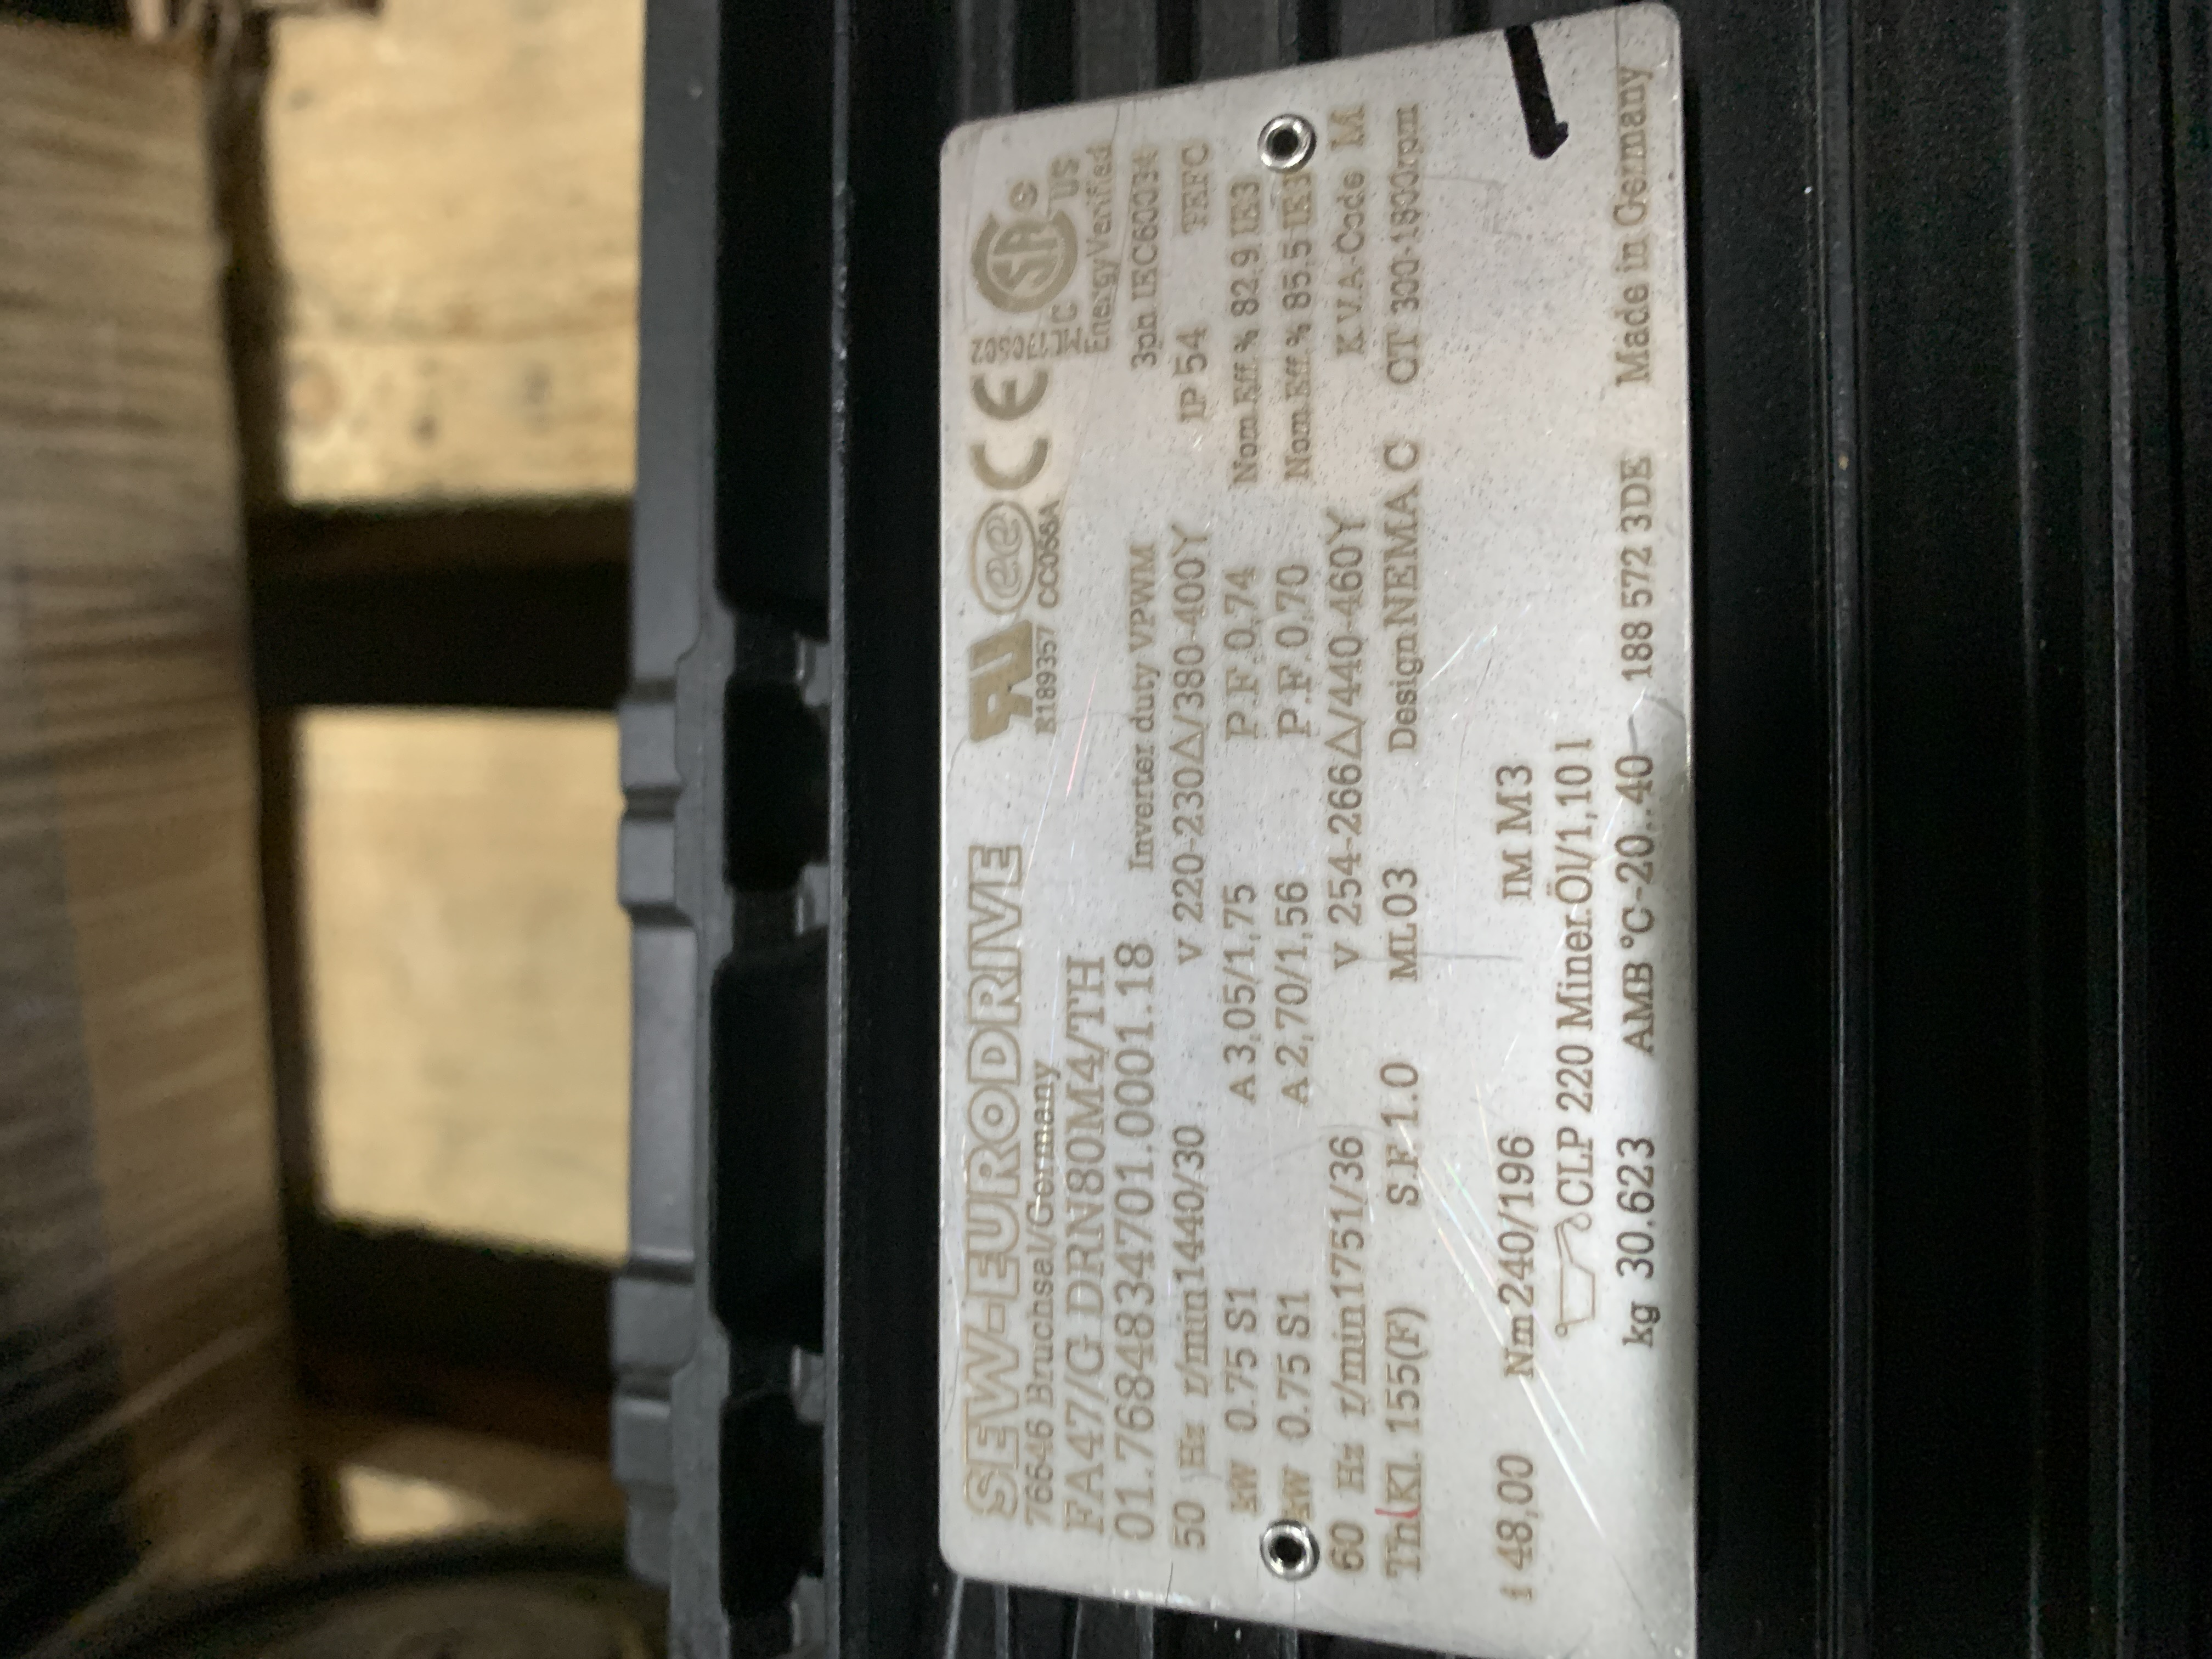 SEW-EURODRIVE
76646 Bruchsal/Germany
E189357 CC056A
CE
TC170502
SA
C US
EnergyVerified
FA47/G DRN80M4/TH
01.7684834701.0001.18 Inverter duty VPWM 3ph IEC60034
50 Hz r/min 1440/30 V 220-230Δ/380-400Y IP 54 TEFC
kW 0.75 S1 A 3,05/1,75 P.F. 0,74 Nom.Eff.% 82.9 IE3
kW 0.75 S1 A 2,70/1,56 P.F. 0,70 Nom.Eff.% 85.5 IE3
60 Hz r/min 1751/36 V 254-266Δ/440-460Y KVA-Code M
Th.Kl. 155(F) S.F. 1.0 ML03 Design NEMA C CT 300-1800rpm
i 48,00 Nm 240/196 IM M3
CLP 220 Miner.Öl/1,10 l
kg 30.623 AMB °C -20..40 188 572 3DE Made in Germany